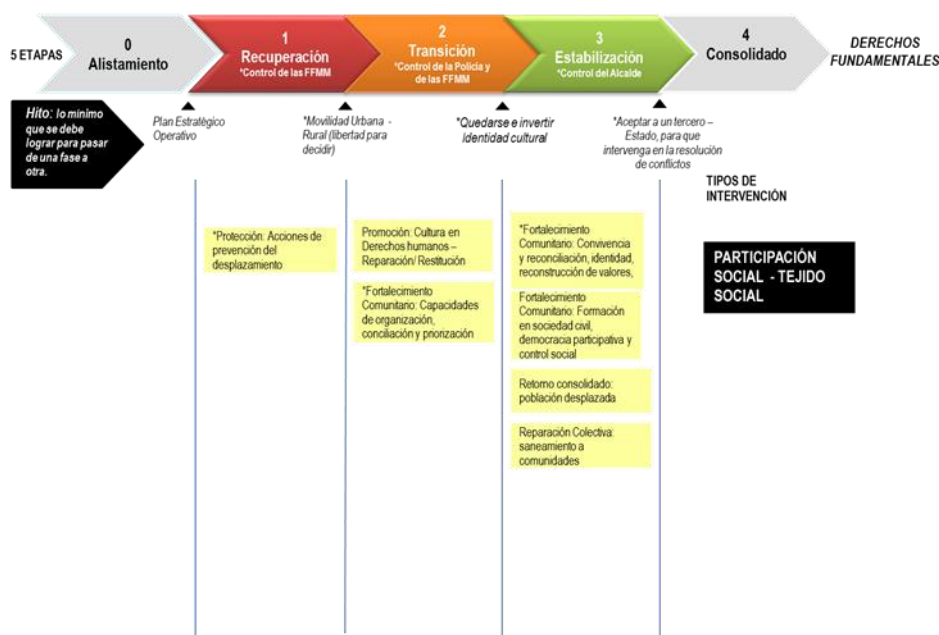 5 ETAPAS
0
Alistamiento
1
Recuperación
*Control de las FFMM
2
Transición
*Control de la Policía y
de las FFMM
3
Estabilización
*Control del Alcalde
4
Consolidado
DERECHOS
FUNDAMENTALES
Hito: lo mínimo
que se debe
lograr para pasar
de una fase a
otra.
Plan Estratégico
Operativo
*Movilidad Urbana -
Rural (libertad para
decidir)
*Quedarse e invertir
Identidad cultural
*Aceptar a un tercero –
Estado, para que
intervenga en la resolución
de conflictos
TIPOS DE
INTERVENCIÓN
*Protección: Acciones de
prevención del
desplazamiento
Promoción: Cultura en
Derechos humanos –
Reparación/ Restitución
*Fortalecimiento
Comunitario: Capacidades
de organización,
conciliación y priorización
*Fortalecimiento
Comunitario: Convivencia
y reconciliación, identidad,
reconstrucción de valores,
Fortalecimiento
Comunitario: Formación
en sociedad civil,
democracia participativa y
control social
Retorno consolidado:
población desplazada
Reparación Colectiva:
saneamiento a
comunidades
PARTICIPACIÓN
SOCIAL - TEJIDO
SOCIAL